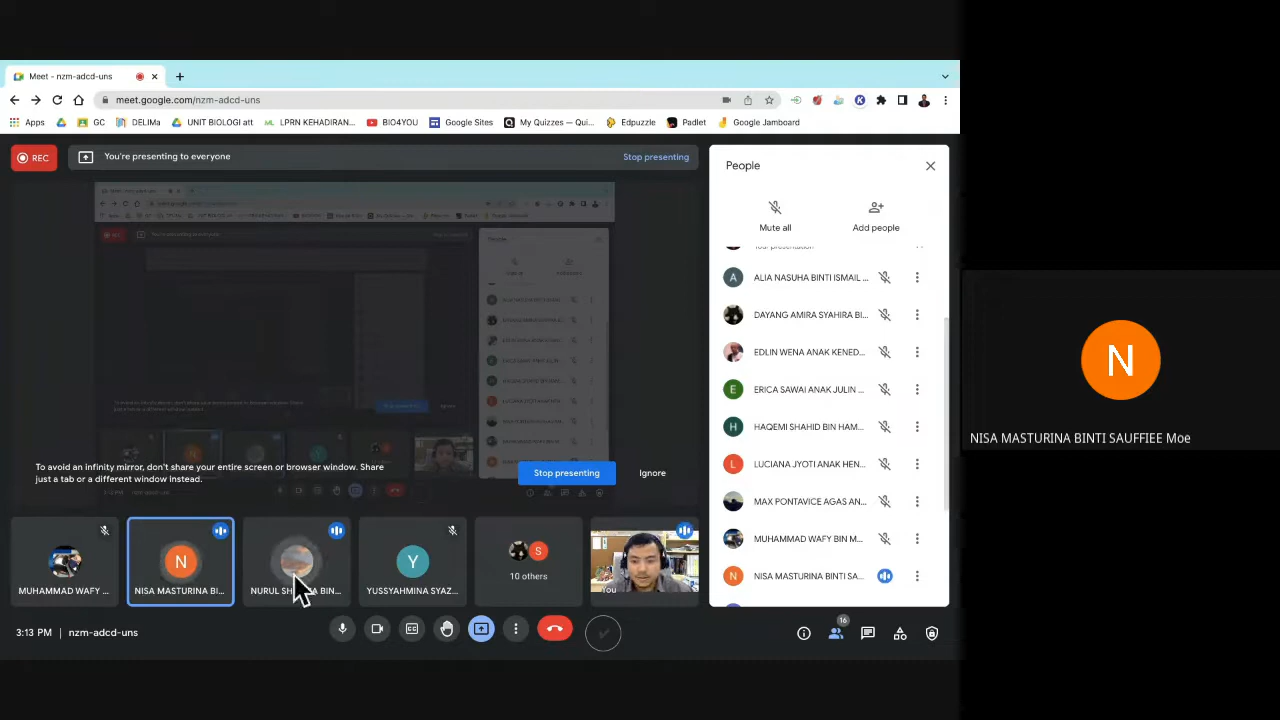 Meet - nzm-adcd-uns
meet.google.com/nzm-adcd-uns
Apps GC DELIMa UNIT BIOLOGI att LPRN KEHADIRAN... BIO4YOU Google Sites My Quizzes — Qui... Edpuzzle Padlet Google Jamboard
REC
You're presenting to everyone
Stop presenting
People
Mute all
Add people
Your presentation
ALIA NASUHA BINTI ISMAIL ...
DAYANG AMIRA SYAHIRA BI...
EDLIN WENA ANAK KENED...
ERICA SAWAI ANAK JULIN ...
HAQEMI SHAHID BIN HAM...
LUCIANA JYOTI ANAK HEN...
MAX PONTAVICE AGAS AN...
MUHAMMAD WAFY BIN M...
NISA MASTURINA BINTI SA...
To avoid an infinity mirror, don't share your entire screen or browser window. Share
just a tab or a different window instead.
Stop presenting
Ignore
MUHAMMAD WAFY ...
N
NISA MASTURINA BI...
BIN...
Y
YUSSYAHMINA SYAZ...
S
10 others
You
3:13 PM | nzm-adcd-uns
16
N
NISA MASTURINA BINTI SAUFFIEE Moe